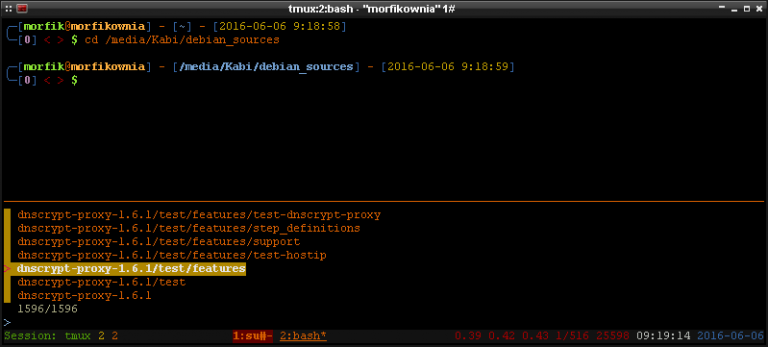 tmux:2:bash - "morfikownia" 1#
[morfik@morfikownia] - [~] - [2016-06-06 9:18:58]
[0] < > $ cd /media/Kabi/debian_sources
[morfik@morfikownia] - [/media/Kabi/debian_sources] - [2016-06-06 9:18:59]
[0] < > $
dnscrypt-proxy-1.6.1/test/features/test-dnscrypt-proxy
dnscrypt-proxy-1.6.1/test/features/step_definitions
dnscrypt-proxy-1.6.1/test/features/support
dnscrypt-proxy-1.6.1/test/features/test-hostip
> dnscrypt-proxy-1.6.1/test/features
dnscrypt-proxy-1.6.1/test
dnscrypt-proxy-1.6.1
1596/1596
>
Session: tmux 2 2 1:su#- 2:bash* 0.39 0.42 0.43 1/516 25598 09:19:14 2016-06-06